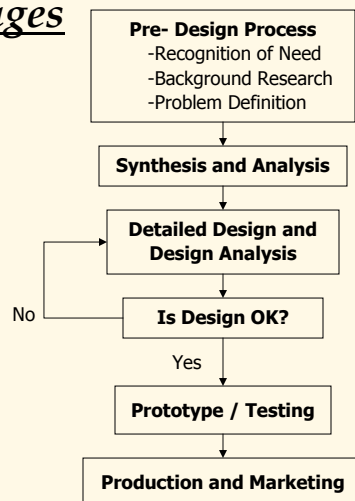 Pre- Design Process
-Recognition of Need
-Background Research
-Problem Definition
Synthesis and Analysis
Detailed Design and
Design Analysis
No
Is Design OK?
Yes
Prototype / Testing
Production and Marketing